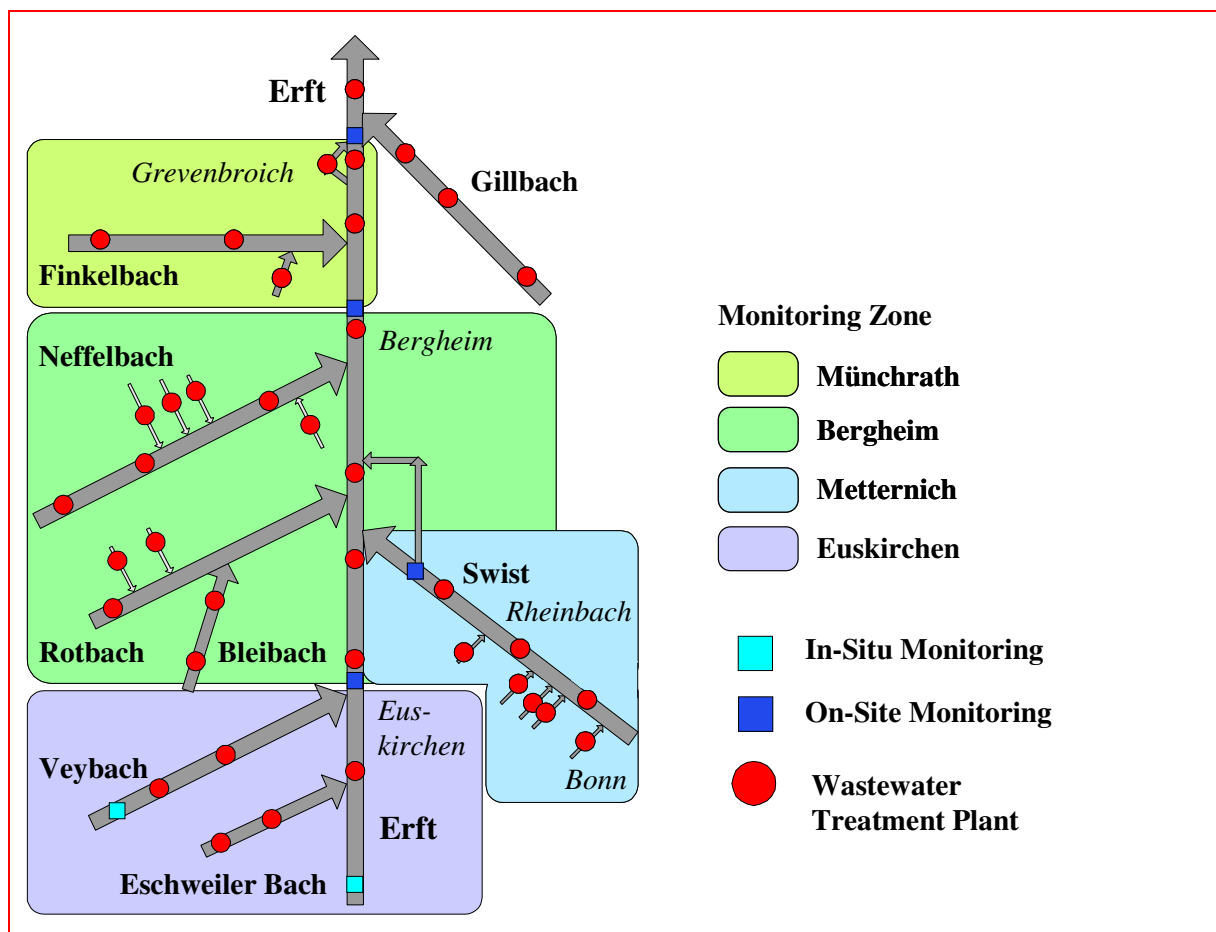 Erft
Grevenbroich
Gillbach
Finkelbach
Neffelbach
Bergheim
Swist
Rheinbach
Rotbach
Bleibach
Eus-
kirchen
Veybach
Bonn
Erft
Eschweiler Bach
Monitoring Zone
Münchrath
Bergheim
Metternich
Euskirchen
In-Situ Monitoring
On-Site Monitoring
Wastewater
Treatment Plant